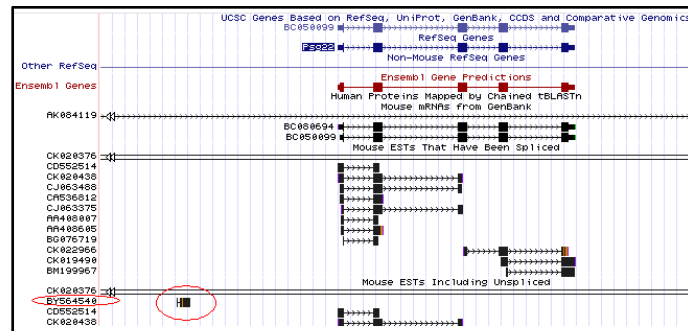 UCSC Genes Based on RefSeq, UniProt, GenBank, CCDS and Comparative Genomics
BC050099
RefSeq Genes
Psg22
Non-Mouse RefSeq Genes
Other RefSeq
Ensembl Gene Predictions
Ensembl Genes
Human Proteins Mapped by Chained tBLASTn
Mouse mRNAs from GenBank
AK084119
BC080694
BC050099
Mouse ESTs That Have Been Spliced
CK020376
CD552514
CK020438
CJ063488
CA536812
CJ063375
AA408007
AA408605
BG076719
CK022966
CK019490
BM199967
Mouse ESTs Including Unspliced
CK020376
BY564540
CD552514
CK020438